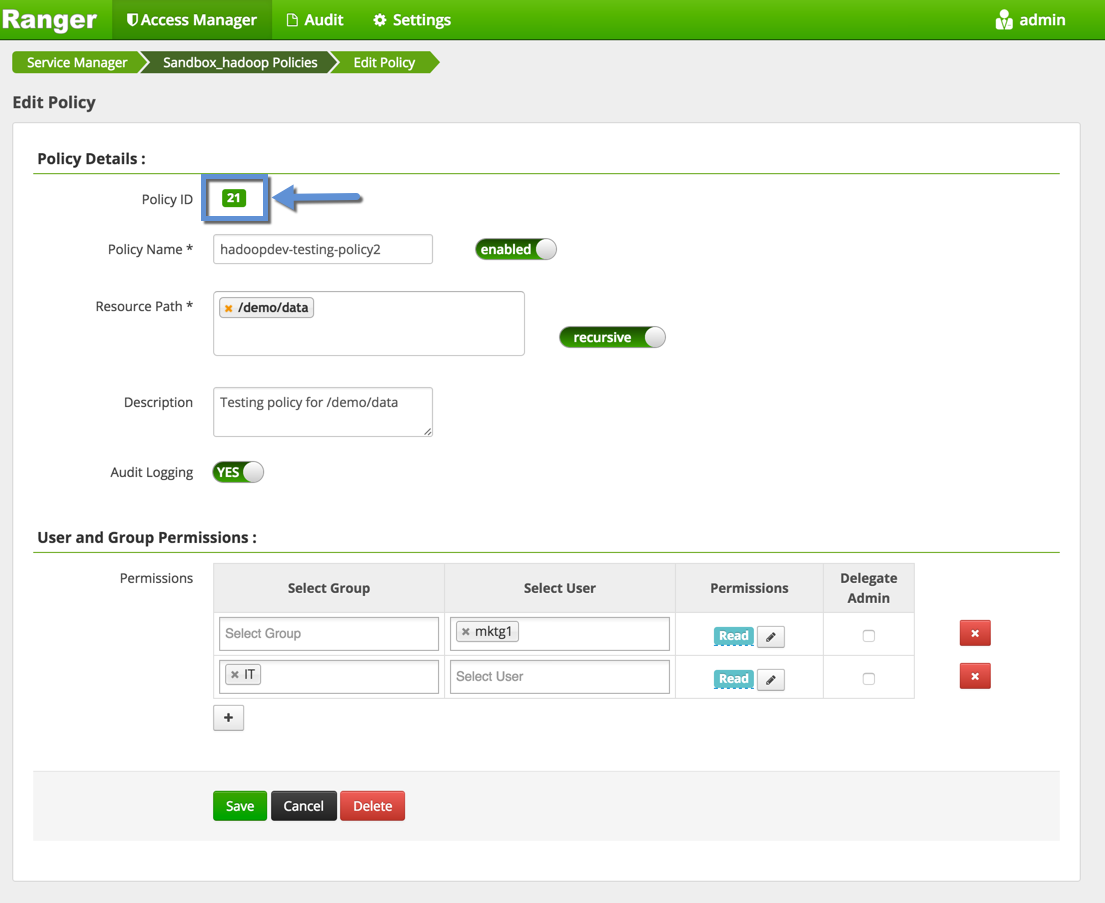 Ranger Access Manager Audit Settings admin
Service Manager Sandbox_hadoop Policies Edit Policy
Edit Policy
Policy Details :
Policy ID 21
Policy Name * hadoopdev-testing-policy2 enabled
Resource Path * × /demo/data
recursive
Description Testing policy for /demo/data
Audit Logging YES
User and Group Permissions :
Permissions Select Group Select User Permissions Delegate Admin
Select Group × mktg1 Read ×
× IT Select User Read ×
+
Save Cancel Delete